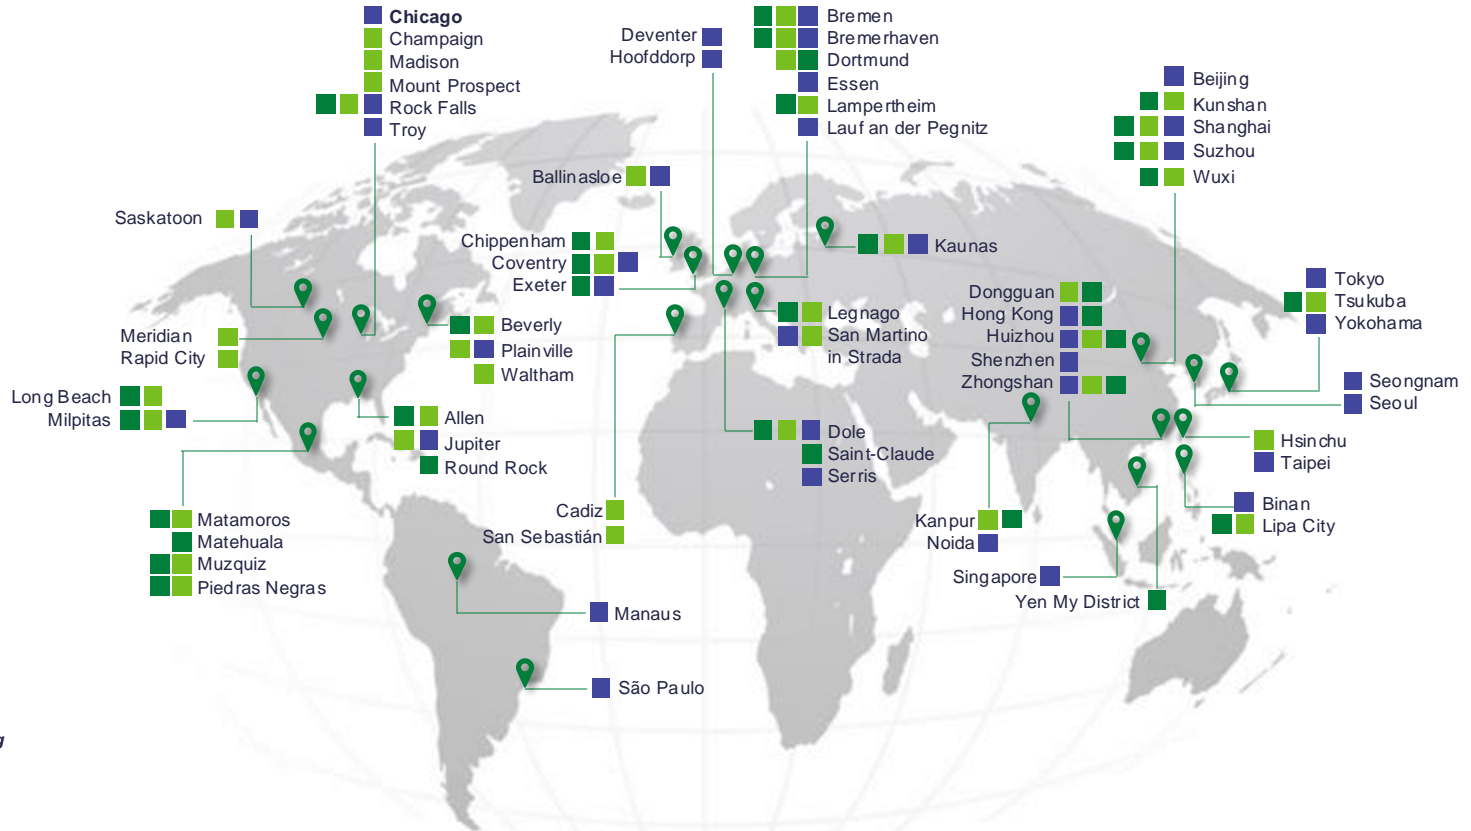 Chicago
Champaign
Madison
Mount Prospect
Rock Falls
Troy
Deventer
Hoofddorp
Bremen
Bremerhaven
Dortmund
Essen
Lampertheim
Lauf an der Pegnitz
Beijing
Kunshan
Shanghai
Suzhou
Wuxi
Ballinasloe
Saskatoon
Chippenham
Coventry
Exeter
Kaunas
Tokyo
Tsukuba
Yokohama
Dongguan
Hong Kong
Huizhou
Shenzhen
Zhongshan
Legnago
San Martino
in Strada
Meridian
Rapid City
Beverly
Plainville
Waltham
Long Beach
Milpitas
Seongnam
Seoul
Allen
Jupiter
Round Rock
Dole
Saint-Claude
Serris
Hsinchu
Taipei
Binan
Lipa City
Cadiz
San Sebastián
Matamoros
Matehuala
Muzquiz
Piedras Negras
Kanpur
Noida
Singapore
Yen My District
Manaus
São Paulo
g